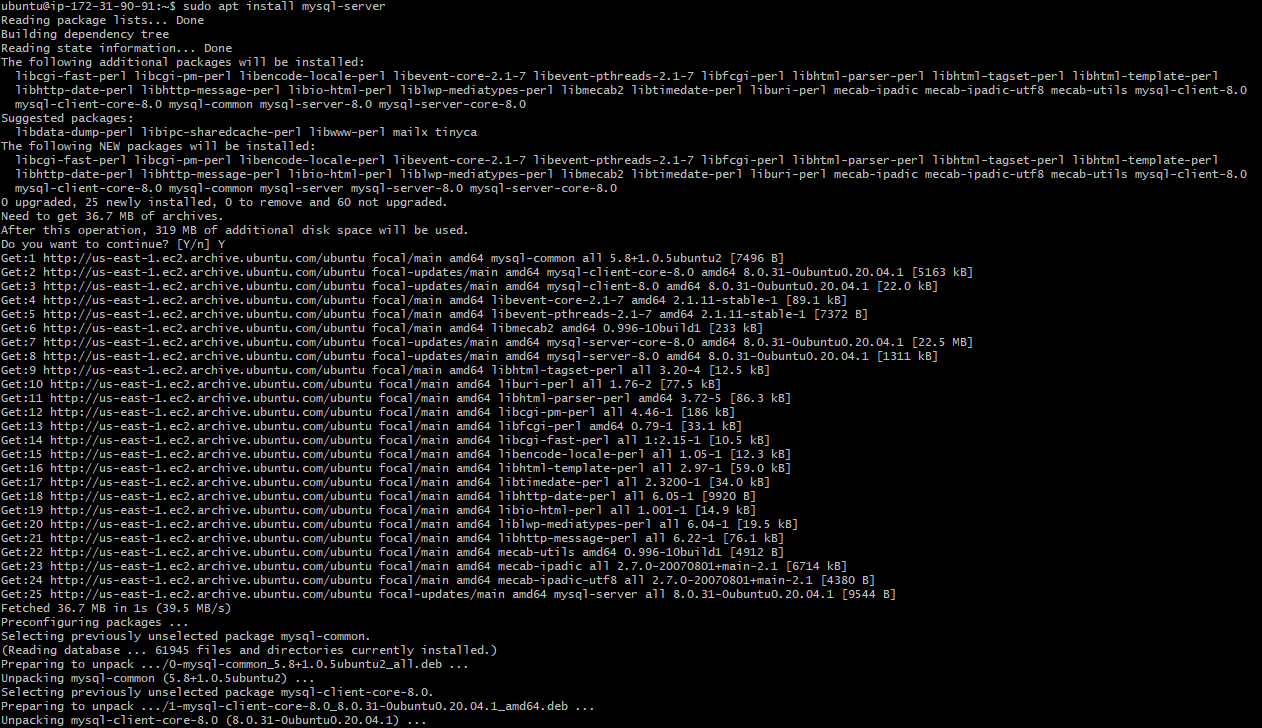 ubuntu@ip-172-31-90-91:~$ sudo apt install mysql-server
Reading package lists... Done
Building dependency tree
Reading state information... Done
The following additional packages will be installed:
  libcgi-fast-perl libcgi-pm-perl libencode-locale-perl libevent-core-2.1-7 libevent-pthreads-2.1-7 libfcgi-perl libhtml-parser-perl libhtml-tagset-perl libhtml-template-perl
  libhttp-date-perl libhttp-message-perl libio-html-perl liblwp-mediatypes-perl libmecab2 libtimedate-perl liburi-perl mecab-ipadic mecab-ipadic-utf8 mecab-utils mysql-client-8.0
  mysql-client-core-8.0 mysql-common mysql-server-8.0 mysql-server-core-8.0
Suggested packages:
  libdata-dump-perl libipc-sharedcache-perl libwww-perl mailx tinyca
The following NEW packages will be installed:
  libcgi-fast-perl libcgi-pm-perl libencode-locale-perl libevent-core-2.1-7 libevent-pthreads-2.1-7 libfcgi-perl libhtml-parser-perl libhtml-tagset-perl libhtml-template-perl
  libhttp-date-perl libhttp-message-perl libio-html-perl liblwp-mediatypes-perl libmecab2 libtimedate-perl liburi-perl mecab-ipadic mecab-ipadic-utf8 mecab-utils mysql-client-8.0
  mysql-client-core-8.0 mysql-common mysql-server mysql-server-8.0 mysql-server-core-8.0
0 upgraded, 25 newly installed, 0 to remove and 60 not upgraded.
Need to get 36.7 MB of archives.
After this operation, 319 MB of additional disk space will be used.
Do you want to continue? [Y/n] Y
Get:1 http://us-east-1.ec2.archive.ubuntu.com/ubuntu focal/main amd64 mysql-common all 5.8+1.0.5ubuntu2 [7496 B]
Get:2 http://us-east-1.ec2.archive.ubuntu.com/ubuntu focal-updates/main amd64 mysql-client-core-8.0 amd64 8.0.31-0ubuntu0.20.04.1 [5163 kB]
Get:3 http://us-east-1.ec2.archive.ubuntu.com/ubuntu focal-updates/main amd64 mysql-client-8.0 amd64 8.0.31-0ubuntu0.20.04.1 [22.0 kB]
Get:4 http://us-east-1.ec2.archive.ubuntu.com/ubuntu focal/main amd64 libevent-core-2.1-7 amd64 2.1.11-stable-1 [89.1 kB]
Get:5 http://us-east-1.ec2.archive.ubuntu.com/ubuntu focal/main amd64 libevent-pthreads-2.1-7 amd64 2.1.11-stable-1 [7372 B]
Get:6 http://us-east-1.ec2.archive.ubuntu.com/ubuntu focal/main amd64 libmecab2 amd64 0.996-10build1 [233 kB]
Get:7 http://us-east-1.ec2.archive.ubuntu.com/ubuntu focal-updates/main amd64 mysql-server-core-8.0 amd64 8.0.31-0ubuntu0.20.04.1 [22.5 MB]
Get:8 http://us-east-1.ec2.archive.ubuntu.com/ubuntu focal-updates/main amd64 mysql-server-8.0 amd64 8.0.31-0ubuntu0.20.04.1 [1311 kB]
Get:9 http://us-east-1.ec2.archive.ubuntu.com/ubuntu focal/main amd64 libhtml-tagset-perl all 3.20-4 [12.5 kB]
Get:10 http://us-east-1.ec2.archive.ubuntu.com/ubuntu focal/main amd64 liburi-perl all 1.76-2 [77.5 kB]
Get:11 http://us-east-1.ec2.archive.ubuntu.com/ubuntu focal/main amd64 libhtml-parser-perl amd64 3.72-5 [86.3 kB]
Get:12 http://us-east-1.ec2.archive.ubuntu.com/ubuntu focal/main amd64 libcgi-pm-perl all 4.46-1 [186 kB]
Get:13 http://us-east-1.ec2.archive.ubuntu.com/ubuntu focal/main amd64 libfcgi-perl amd64 0.79-1 [33.1 kB]
Get:14 http://us-east-1.ec2.archive.ubuntu.com/ubuntu focal/main amd64 libcgi-fast-perl all 1:2.15-1 [10.5 kB]
Get:15 http://us-east-1.ec2.archive.ubuntu.com/ubuntu focal/main amd64 libencode-locale-perl all 1.05-1 [12.3 kB]
Get:16 http://us-east-1.ec2.archive.ubuntu.com/ubuntu focal/main amd64 libhtml-template-perl all 2.97-1 [59.0 kB]
Get:17 http://us-east-1.ec2.archive.ubuntu.com/ubuntu focal/main amd64 libtimedate-perl all 2.3200-1 [34.0 kB]
Get:18 http://us-east-1.ec2.archive.ubuntu.com/ubuntu focal/main amd64 libhttp-date-perl all 6.05-1 [9920 B]
Get:19 http://us-east-1.ec2.archive.ubuntu.com/ubuntu focal/main amd64 libio-html-perl all 1.001-1 [14.9 kB]
Get:20 http://us-east-1.ec2.archive.ubuntu.com/ubuntu focal/main amd64 liblwp-mediatypes-perl all 6.04-1 [19.5 kB]
Get:21 http://us-east-1.ec2.archive.ubuntu.com/ubuntu focal/main amd64 libhttp-message-perl all 6.22-1 [76.1 kB]
Get:22 http://us-east-1.ec2.archive.ubuntu.com/ubuntu focal/main amd64 mecab-utils amd64 0.996-10build1 [4912 B]
Get:23 http://us-east-1.ec2.archive.ubuntu.com/ubuntu focal/main amd64 mecab-ipadic all 2.7.0-20070801+main-2.1 [6714 kB]
Get:24 http://us-east-1.ec2.archive.ubuntu.com/ubuntu focal/main amd64 mecab-ipadic-utf8 all 2.7.0-20070801+main-2.1 [4380 B]
Get:25 http://us-east-1.ec2.archive.ubuntu.com/ubuntu focal-updates/main amd64 mysql-server all 8.0.31-0ubuntu0.20.04.1 [9544 B]
Fetched 36.7 MB in 1s (39.5 MB/s)
Preconfiguring packages ...
Selecting previously unselected package mysql-common.
(Reading database ... 61945 files and directories currently installed.)
Preparing to unpack .../0-mysql-common_5.8+1.0.5ubuntu2_all.deb ...
Unpacking mysql-common (5.8+1.0.5ubuntu2) ...
Selecting previously unselected package mysql-client-core-8.0.
Preparing to unpack .../1-mysql-client-core-8.0_8.0.31-0ubuntu0.20.04.1_amd64.deb ...
Unpacking mysql-client-core-8.0 (8.0.31-0ubuntu0.20.04.1) ...